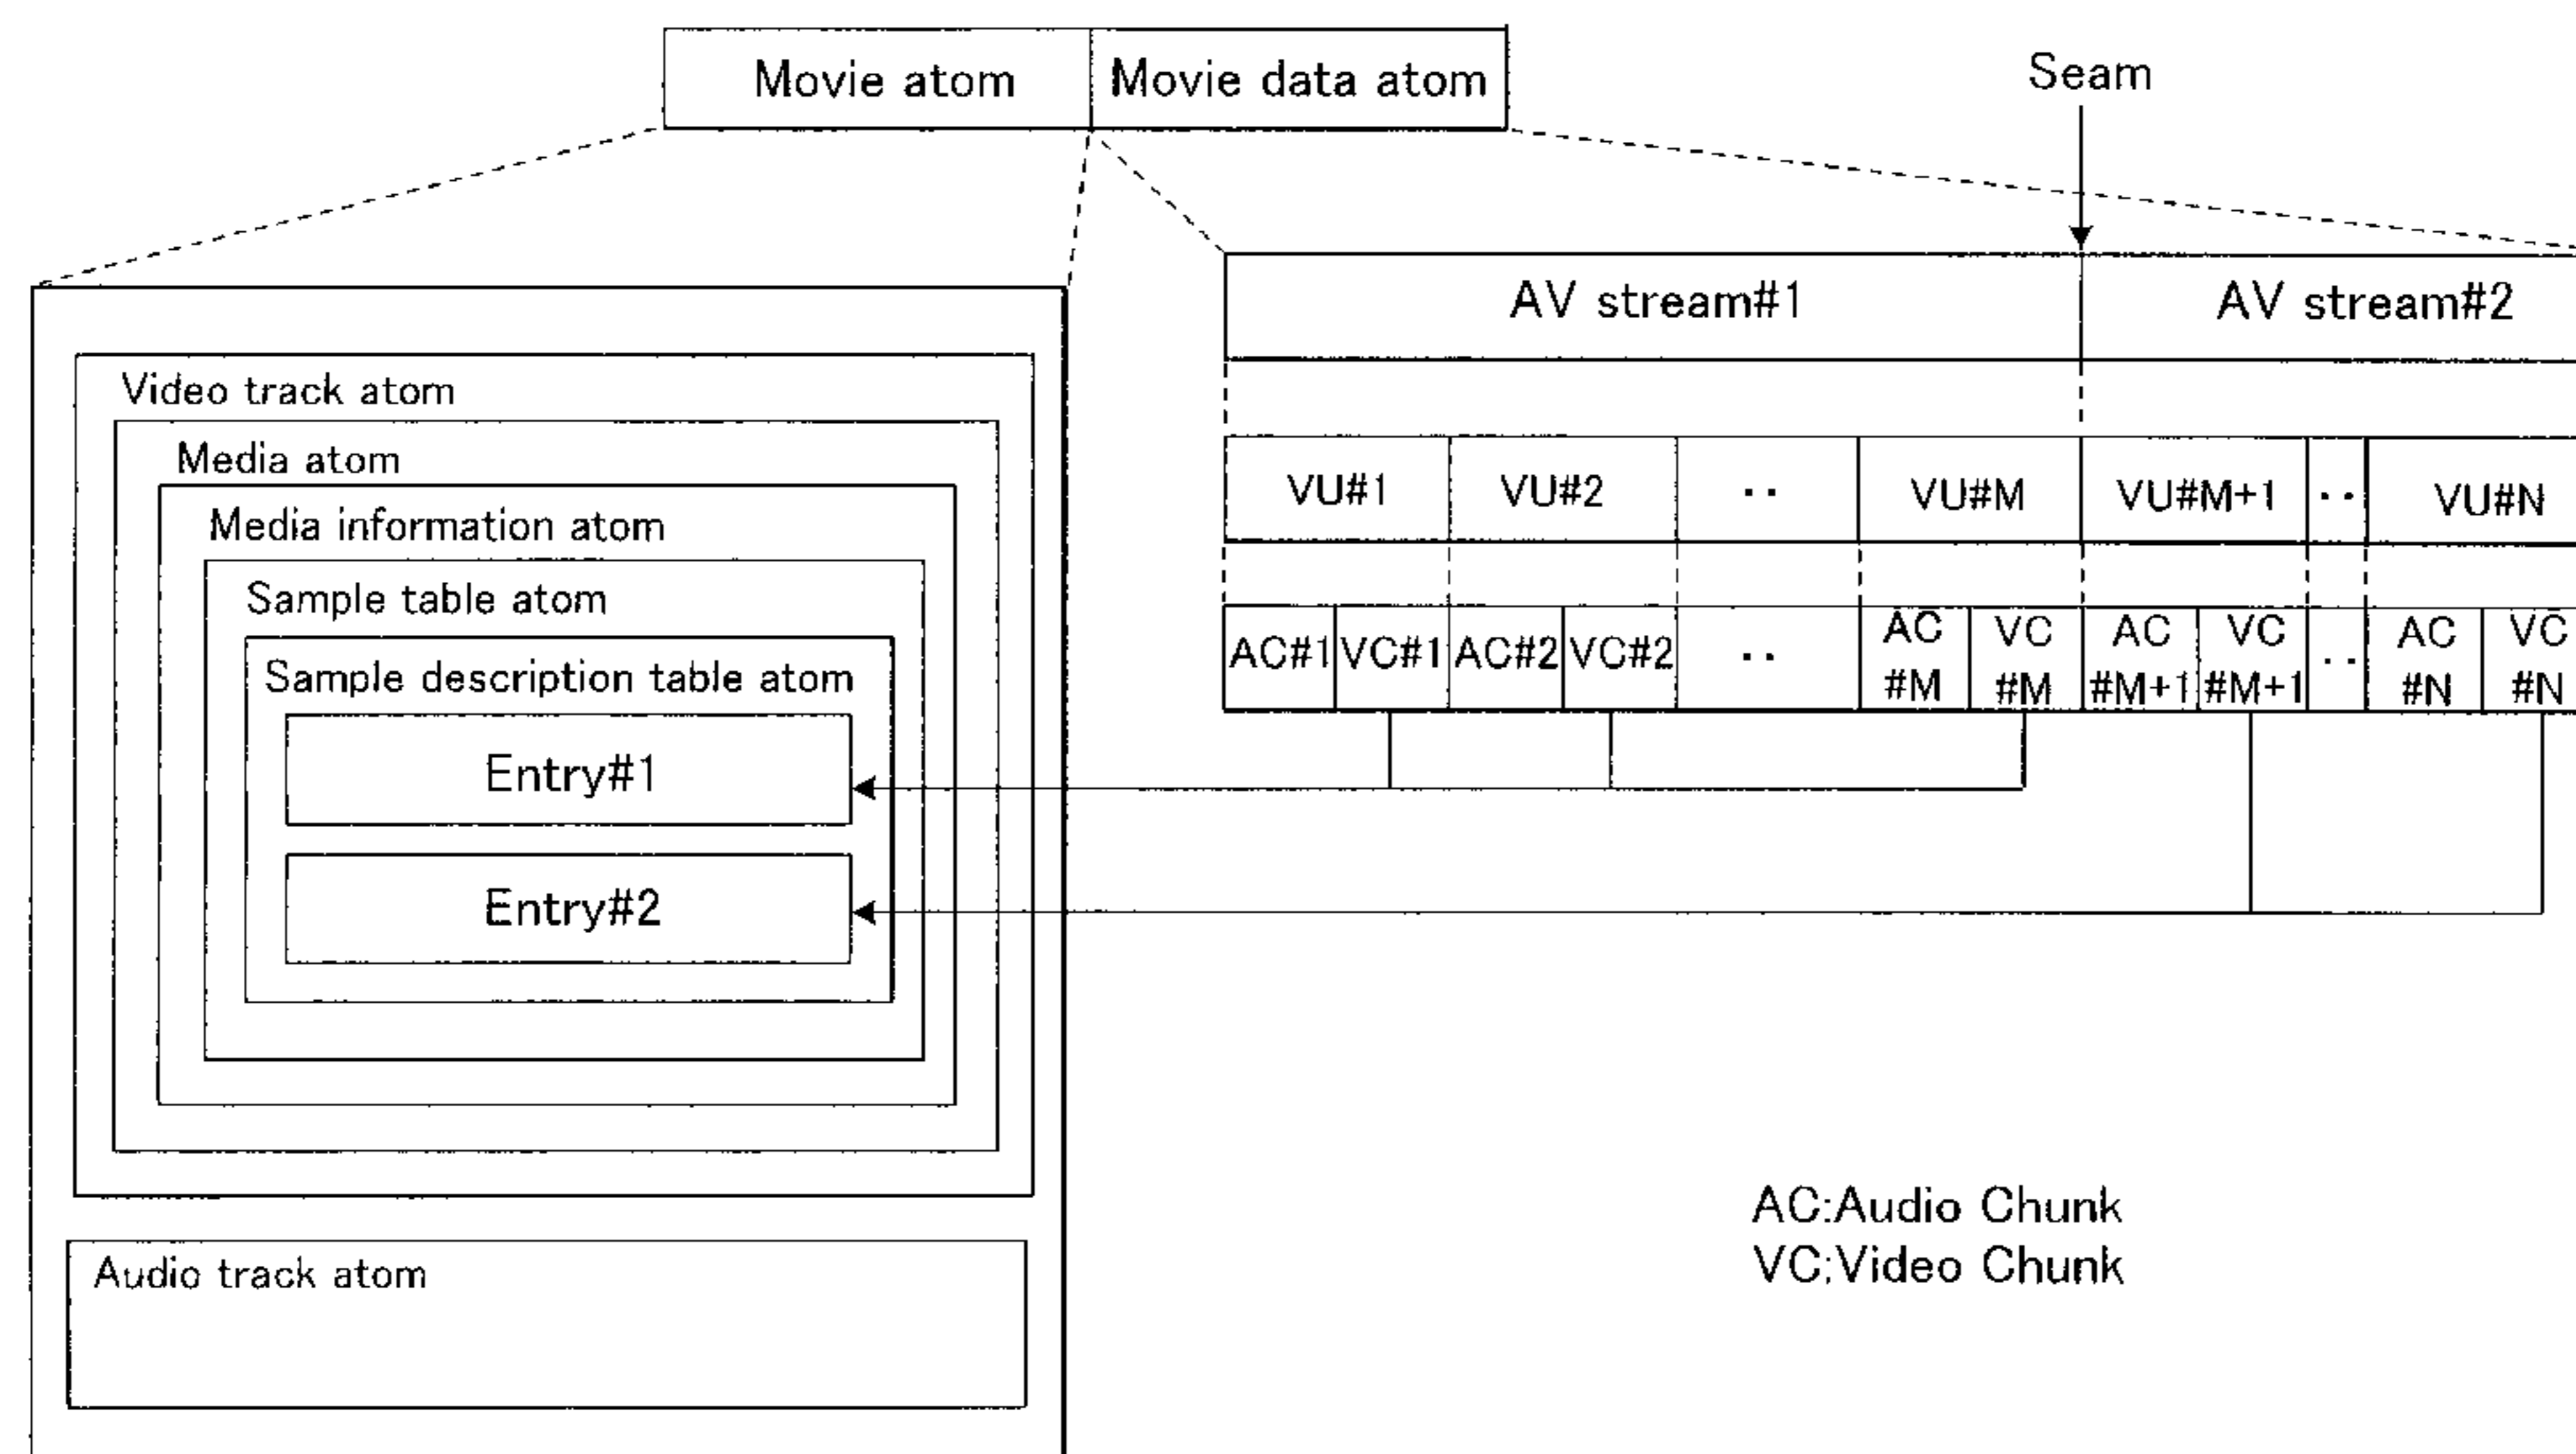 Movie atom
Movie data atom
Seam
AV stream#1
AV stream#2
Video track atom
Media atom
Media information atom
Sample table atom
Sample description table atom
Entry#1
Entry#2
Audio track atom
VU#1
VU#2
..
VU#M
VU#M+1
..
VU#N
AC#1
VC#1
AC#2
VC#2
..
AC
#M
VC
#M
AC
#M+1
VC
#M+1
..
AC
#N
VC
#N
AC:Audio Chunk
VC:Video Chunk